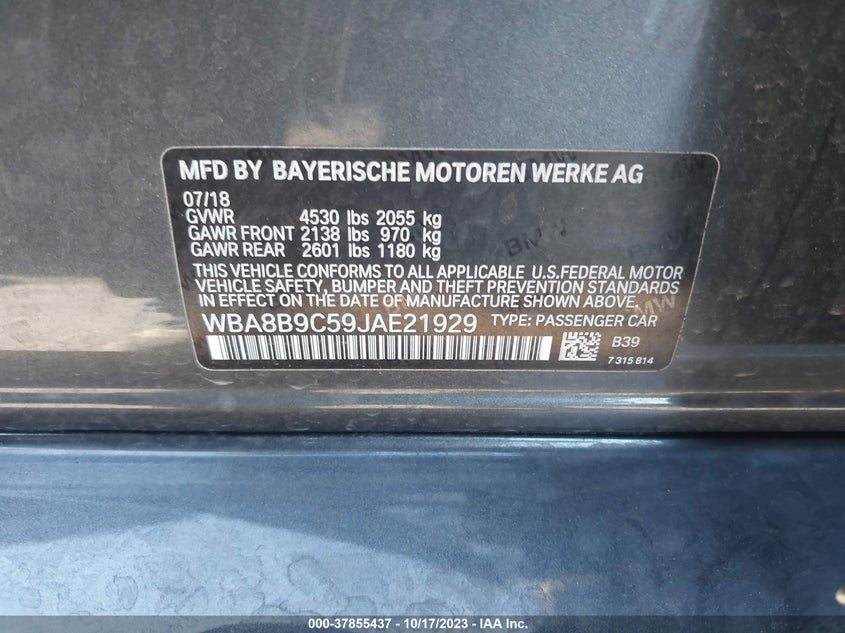 MFD BY BAYERISCHE MOTOREN WERKE AG
07/18
GVWR 4530 lbs 2055 kg
GAWR FRONT 2138 lbs 970 kg
GAWR REAR 2601 lbs 1180 kg
THIS VEHICLE CONFORMS TO ALL APPLICABLE U.S.FEDERAL MOTOR
VEHICLE SAFETY, BUMPER AND THEFT PREVENTION STANDARDS
IN EFFECT ON THE DATE OF MANUFACTURE SHOWN ABOVE.
WBA8B9C59JAE21929 TYPE: PASSENGER CAR
B39
7 315 814
000-37855437 - 10/17/2023 - IAA Inc.